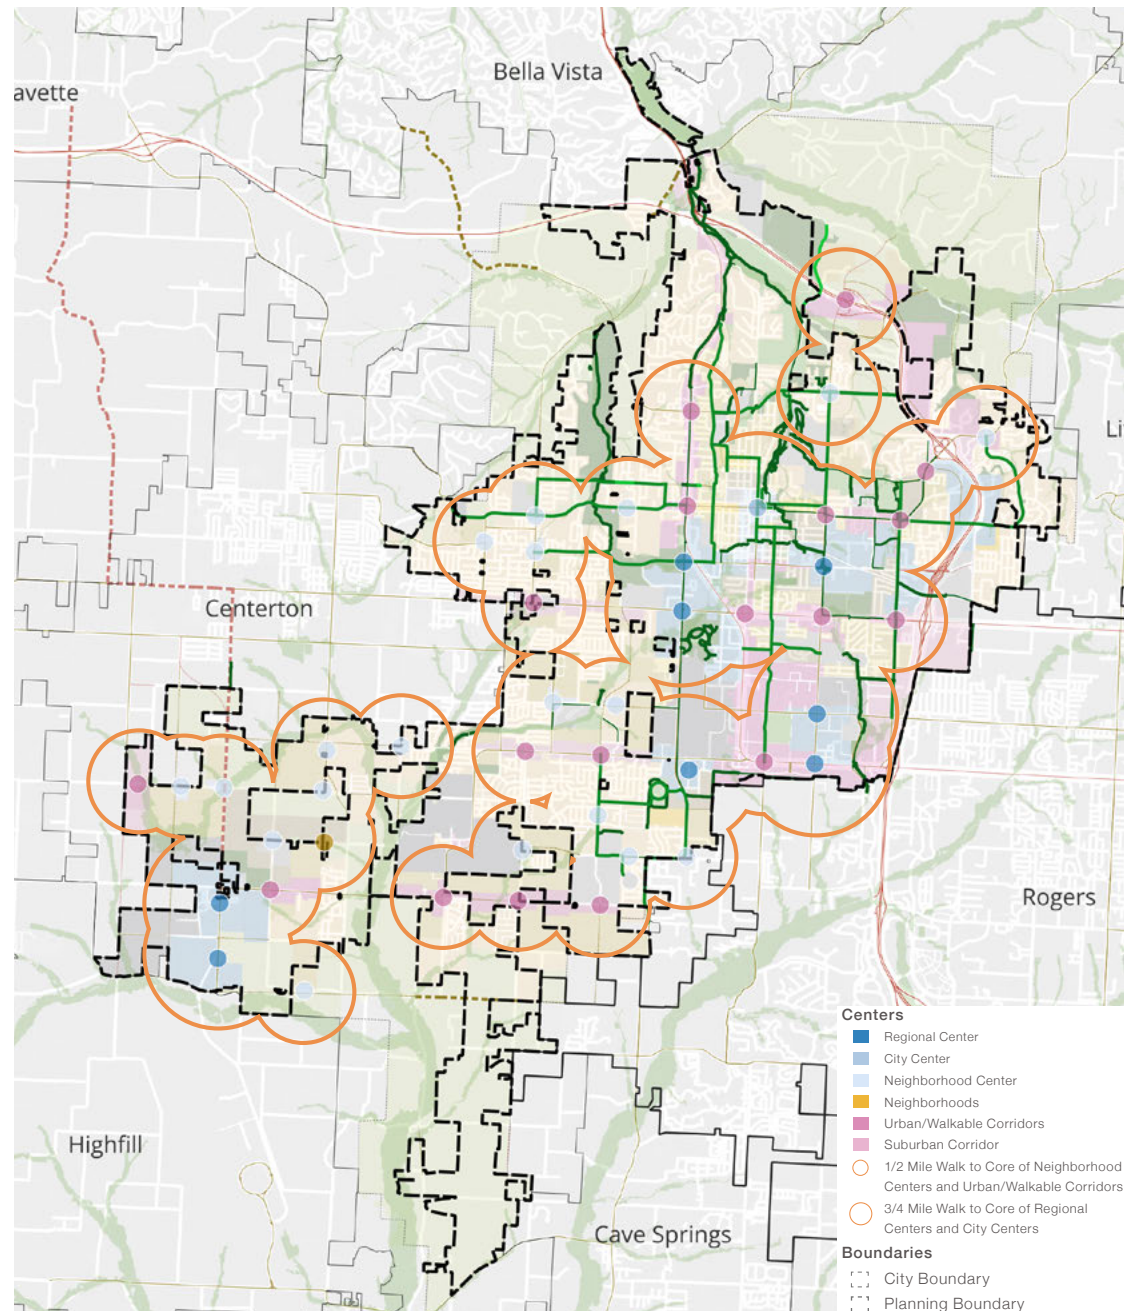 Bella Vista
avette
Li
Centerton
Rogers
Highfill
Cave Springs
Centers
Regional Center
City Center
Neighborhood Center
Neighborhoods
Urban/Walkable Corridors
Suburban Corridor
1/2 Mile Walk to Core of Neighborhood
Centers and Urban/Walkable Corridors
3/4 Mile Walk to Core of Regional
Centers and City Centers
Boundaries
City Boundary
Planning Boundary